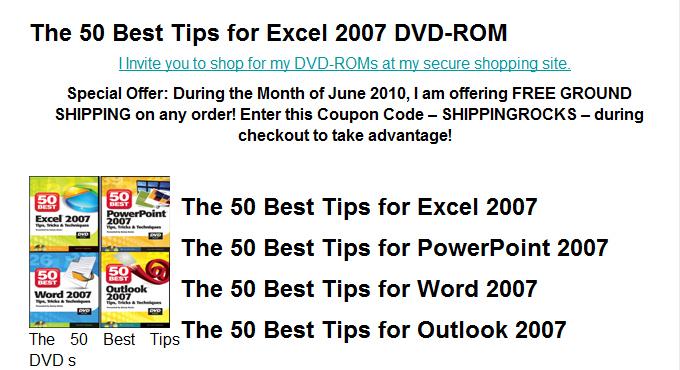 The 50 Best Tips for Excel 2007 DVD-ROM
I Invite you to shop for my DVD-ROMs at my secure shopping site.
Special Offer: During the Month of June 2010, I am offering FREE GROUND
SHIPPING on any order! Enter this Coupon Code – SHIPPINGROCKS – during
checkout to take advantage!
50
BEST
Excel 2007
Tips, Tricks & Techniques
DVD
50
BEST
PowerPoint
2007
Tips, Tricks & Techniques
DVD
50
BEST
Word 2007
Tips, Tricks & Techniques
DVD
50
BEST
Outlook
2007
Tips, Tricks & Techniques
DVD
The 50 Best Tips
DVD s
The 50 Best Tips for Excel 2007
The 50 Best Tips for PowerPoint 2007
The 50 Best Tips for Word 2007
The 50 Best Tips for Outlook 2007